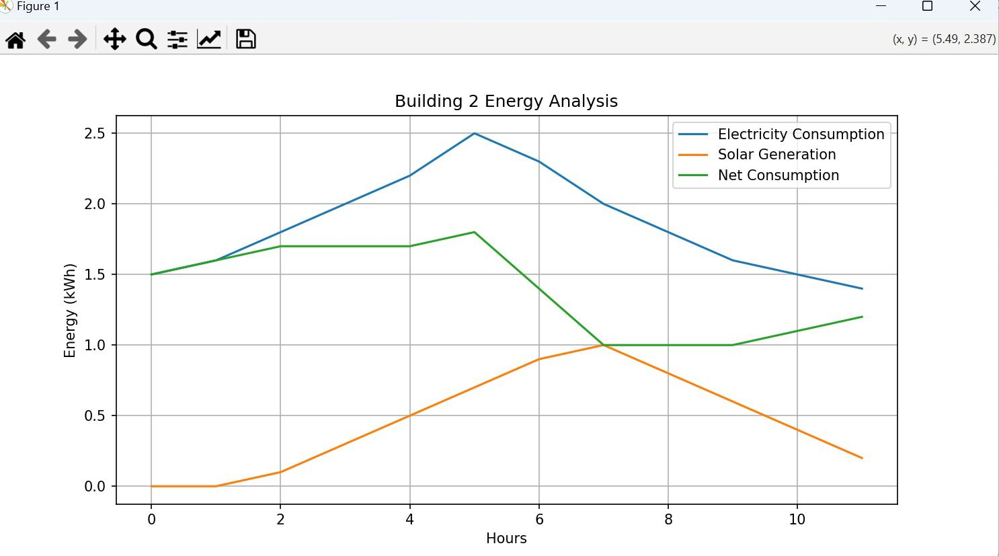 Figure 1
(x, y) = (5.49, 2.387)
Building 2 Energy Analysis
Electricity Consumption
Solar Generation
Net Consumption
2.5
2.0
1.5
1.0
0.5
0.0
Energy (kWh)
0 2 4 6 8 10
Hours